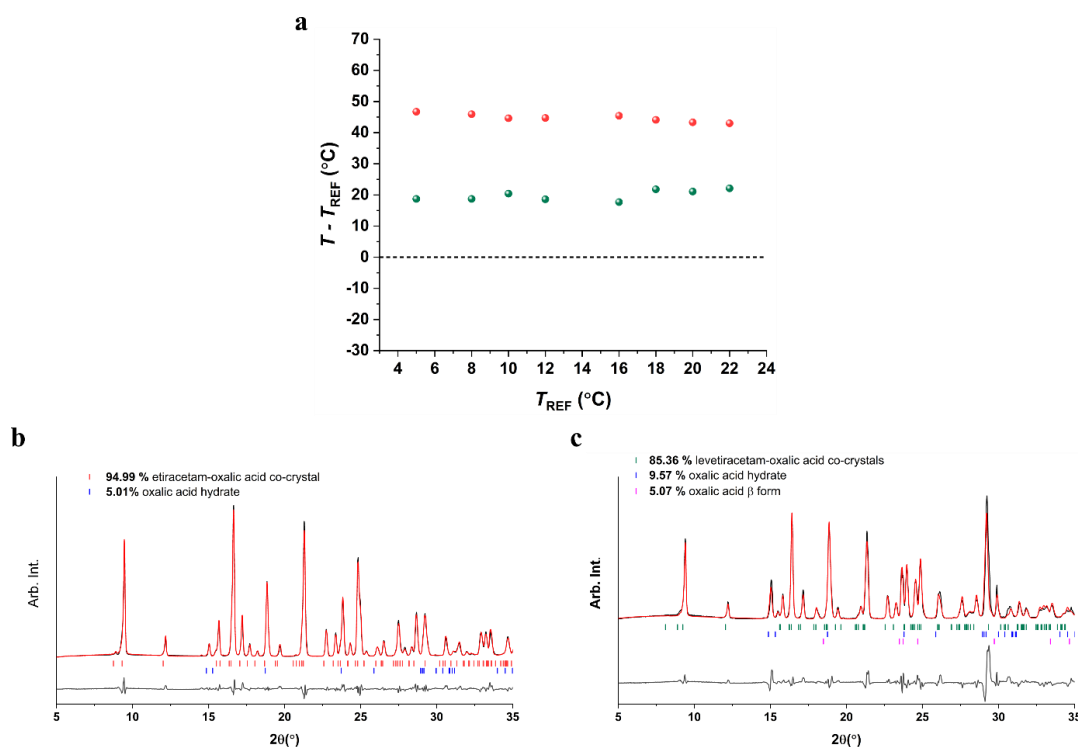 a
70
60
50
40
30
20
10
0
-10
-20
-30
T - TREF (°C)
4 6 8 10 12 14 16 18 20 22 24
TREF (°C)
b
94.99 % etiracetam-oxalic acid co-crystal
5.01% oxalic acid hydrate
Arb. Int.
5 10 15 20 25 30 35
2θ(°)
c
85.36 % levetiracetam-oxalic acid co-crystals
9.57 % oxalic acid hydrate
5.07 % oxalic acid β form
Arb. Int.
5 10 15 20 25 30 35
2θ(°)